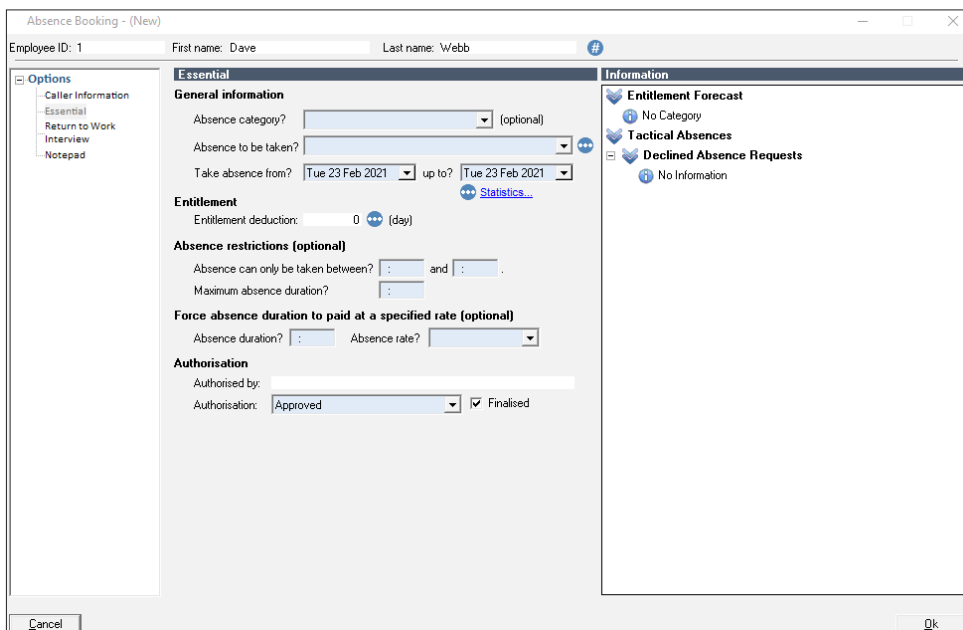 Absence Booking - (New)
Employee ID: 1 First name: Dave Last name: Webb #
Options
Caller Information
Essential
Return to Work
Interview
Notepad
Essential
General information
Absence category? (optional)
Absence to be taken?
Take absence from? Tue 23 Feb 2021 up to? Tue 23 Feb 2021
Statistics...
Entitlement
Entitlement deduction: 0 (day)
Absence restrictions (optional)
Absence can only be taken between? : and : .
Maximum absence duration? :
Force absence duration to paid at a specified rate (optional)
Absence duration? : Absence rate?
Authorisation
Authorised by:
Authorisation: Approved Finalised
Information
Entitlement Forecast
No Category
Tactical Absences
Declined Absence Requests
No Information
Cancel Ok